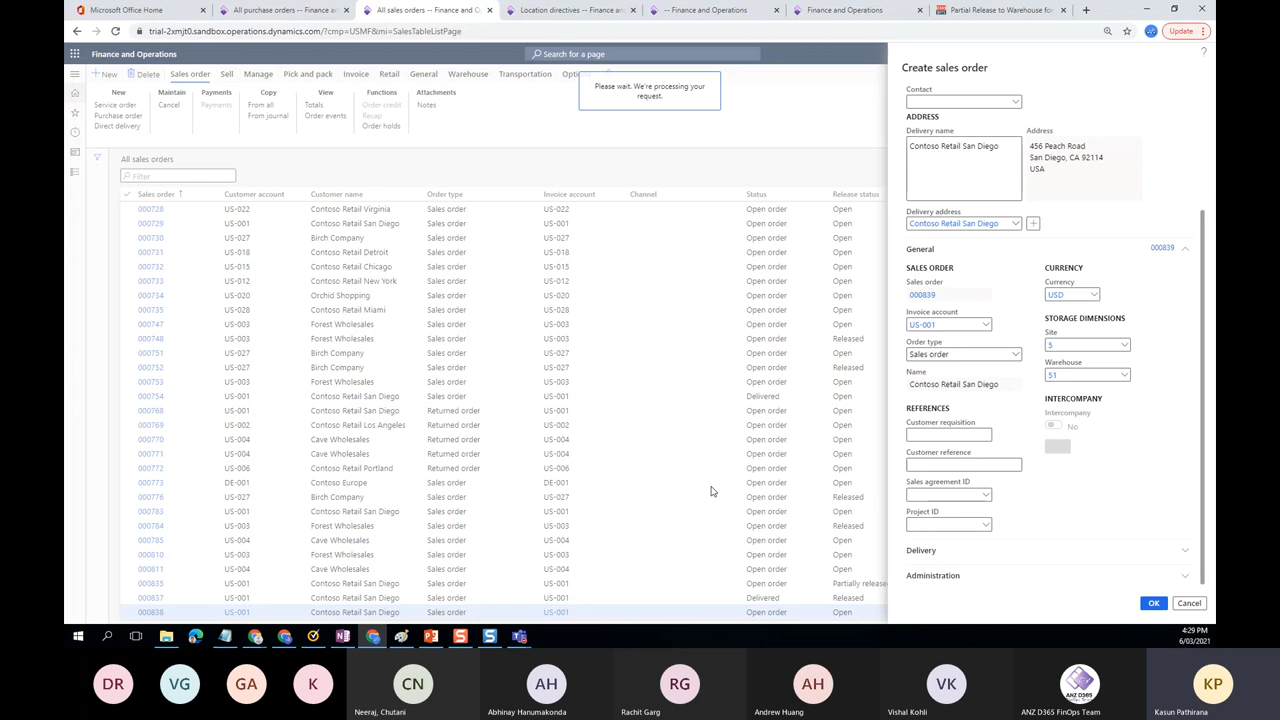 Microsoft Office Home
All purchase orders -- Finance an
All sales orders -- Finance and O
Location directives -- Finance an
-- Finance and Operations
Finance and Operations
Partial Release to Warehouse fo
trial-2xmjt0.sandbox.operations.dynamics.com/?cmp=USMF&mi=SalesTableListPage
Update
Finance and Operations
Search for a page
New
Delete
Sales order
Sell
Manage
Pick and pack
Invoice
Retail
General
Warehouse
Transportation
New
Service order
Purchase order
Direct delivery
Maintain
Cancel
Payments
Payments
Copy
From all
From journal
View
Totals
Order events
Functions
Order credit
Recap
Order holds
Attachments
Notes
Please wait. We're processing your
request.
All sales orders
Filter
Sales order ↑ Customer account Customer name Order type Invoice account Channel Status Release status
000728 US-022 Contoso Retail Virginia Sales order US-022 Open order Open
000729 US-001 Contoso Retail San Diego Sales order US-001 Open order Open
000730 US-027 Birch Company Sales order US-027 Open order Open
000731 US-018 Contoso Retail Detroit Sales order US-018 Open order Open
000732 US-015 Contoso Retail Chicago Sales order US-015 Open order Open
000733 US-012 Contoso Retail New York Sales order US-012 Open order Open
000734 US-020 Orchid Shopping Sales order US-020 Open order Open
000735 US-028 Contoso Retail Miami Sales order US-028 Open order Open
000747 US-003 Forest Wholesales Sales order US-003 Open order Open
000748 US-003 Forest Wholesales Sales order US-003 Open order Released
000751 US-027 Birch Company Sales order US-027 Open order Open
000752 US-027 Birch Company Sales order US-027 Open order Released
000753 US-003 Forest Wholesales Sales order US-003 Open order Open
000754 US-001 Contoso Retail San Diego Sales order US-001 Delivered Released
000768 US-001 Contoso Retail San Diego Returned order US-001 Open order Open
000769 US-002 Contoso Retail Los Angeles Returned order US-002 Open order Open
000770 US-004 Cave Wholesales Returned order US-004 Open order Open
000771 US-004 Cave Wholesales Returned order US-004 Open order Open
000772 US-006 Contoso Retail Portland Returned order US-006 Open order Open
000773 DE-001 Contoso Europe Sales order DE-001 Open order Open
000776 US-027 Birch Company Sales order US-027 Open order Released
000783 US-001 Contoso Retail San Diego Sales order US-001 Open order Open
000784 US-003 Forest Wholesales Sales order US-003 Open order Released
000785 US-004 Cave Wholesales Sales order US-004 Open order Open
000810 US-003 Forest Wholesales Sales order US-003 Open order Open
000811 US-004 Cave Wholesales Sales order US-004 Open order Open
000835 US-001 Contoso Retail San Diego Sales order US-001 Open order Partially release
000837 US-001 Contoso Retail San Diego Sales order US-001 Delivered Released
000838 US-001 Contoso Retail San Diego Sales order US-001 Open order Open
?
Create sales order
Contact
ADDRESS
Delivery name
Contoso Retail San Diego
Address
456 Peach Road
San Diego, CA 92114
USA
Delivery address
Contoso Retail San Diego
General
000839
SALES ORDER
Sales order
000839
Invoice account
US-001
Order type
Sales order
Name
Contoso Retail San Diego
REFERENCES
Customer requisition
Customer reference
Sales agreement ID
Project ID
CURRENCY
Currency
USD
STORAGE DIMENSIONS
Site
5
Warehouse
51
INTERCOMPANY
Intercompany
No
Delivery
Administration
OK
Cancel
4:29 PM
6/03/2021
DR
VG
GA
K
CN
Neeraj, Chutani
AH
Abhinay Hanumakonda
RG
Rachit Garg
AH
Andrew Huang
VK
Vishal Kohli
ANZ D365
ANZ D365 FinOps Team
KP
Kasun Pathirana